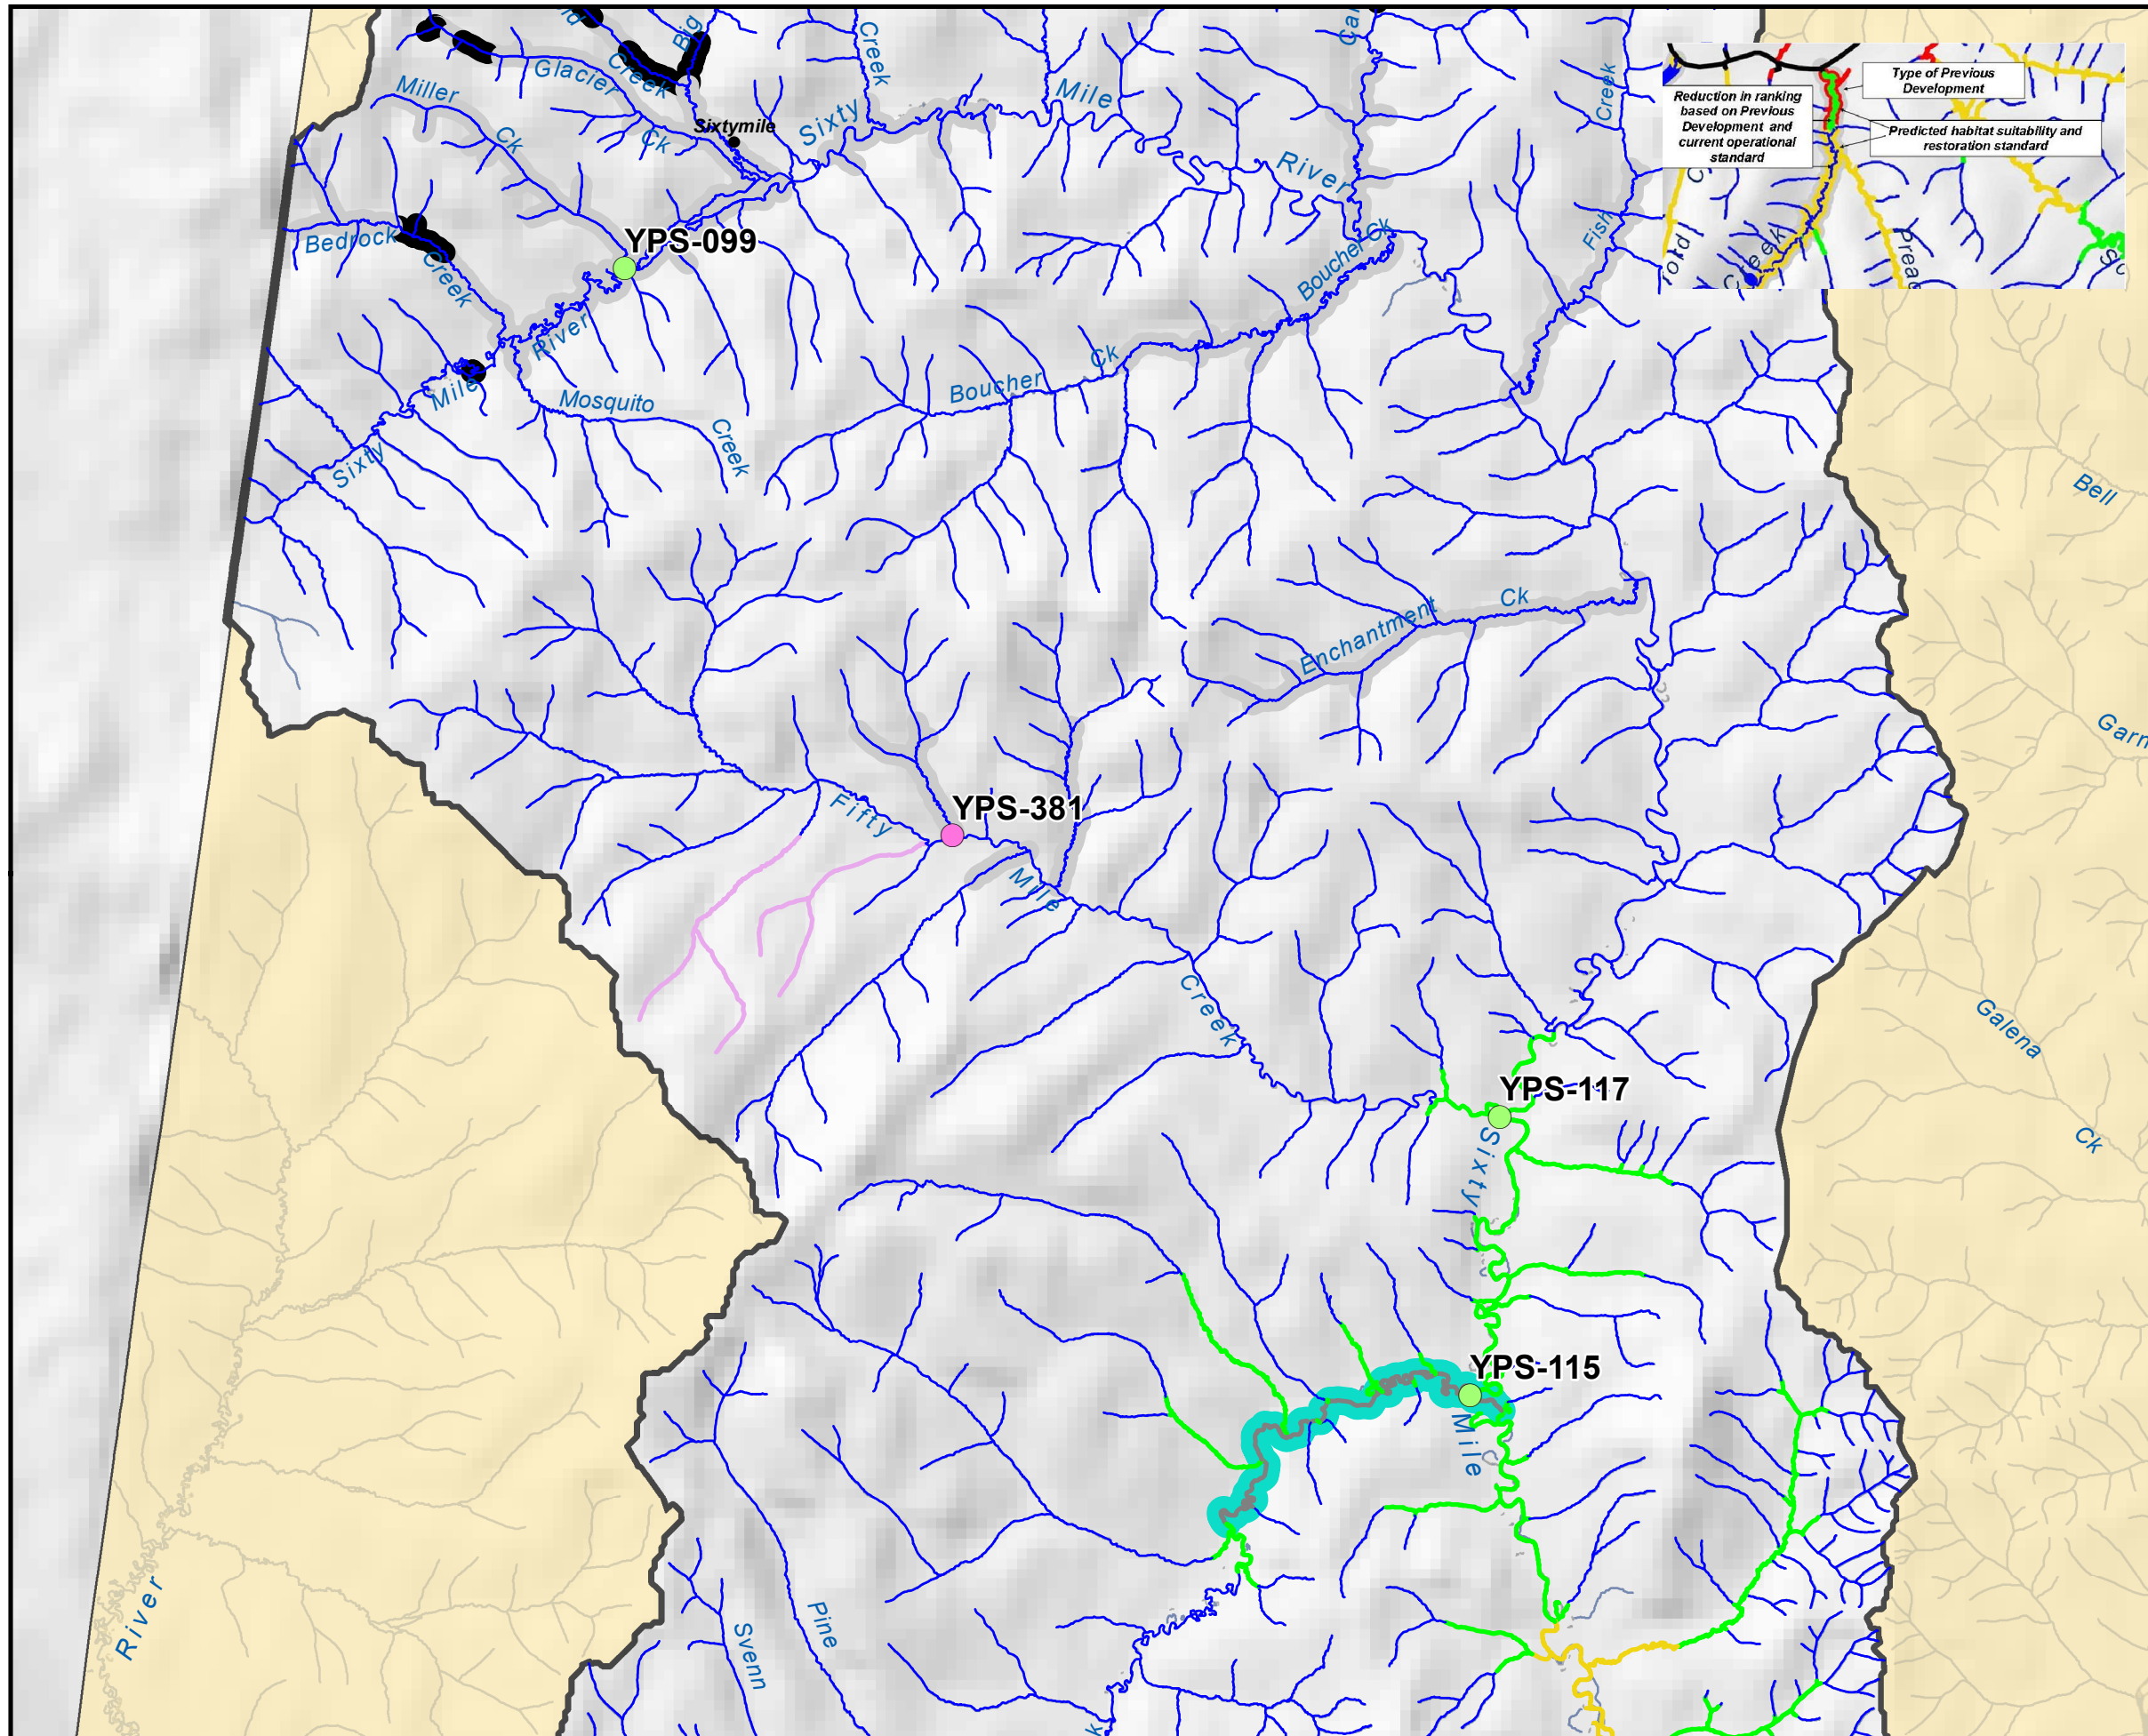 Big
Creek
Cal
Creek
Glacier
Creek
Miller
Ck
Ck
Sixtymile
Sixty
Mile
River
Type of Previous
Development
Reduction in ranking
based on Previous
Development and
current operational
standard
Predicted habitat suitability and
restoration standard
Creek
Bedrock
Creek
YPS-099
Boucher Ck
Fish
River
Mile
Sixty
Mosquito
Creek
Boucher
Ck
Bell
Enchantment
Ck
Garn
Fifty
YPS-381
Mile
Creek
Galena
Ck
YPS-117
Sixty
YPS-115
Mile
River
Svenn
Pine
k